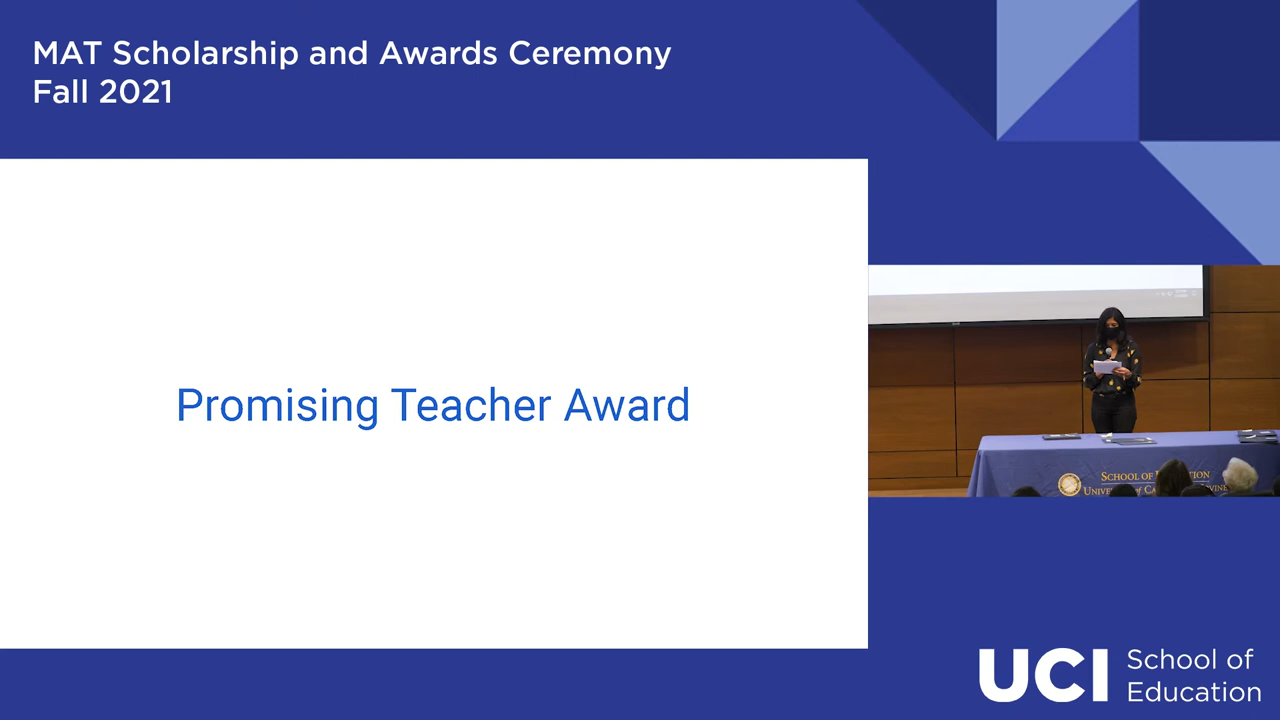 MAT Scholarship and Awards Ceremony
Fall 2021
Promising Teacher Award
SCHOOL OF
UCI School of
Education